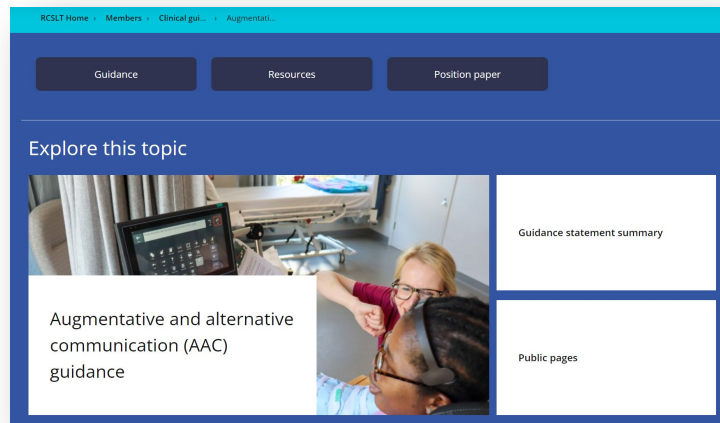 RCSLT Home › Members › Clinical gui... › Augmentati...
Guidance Resources Position paper
Explore this topic
Augmentative and alternative
communication (AAC)
guidance
Guidance statement summary
Public pages